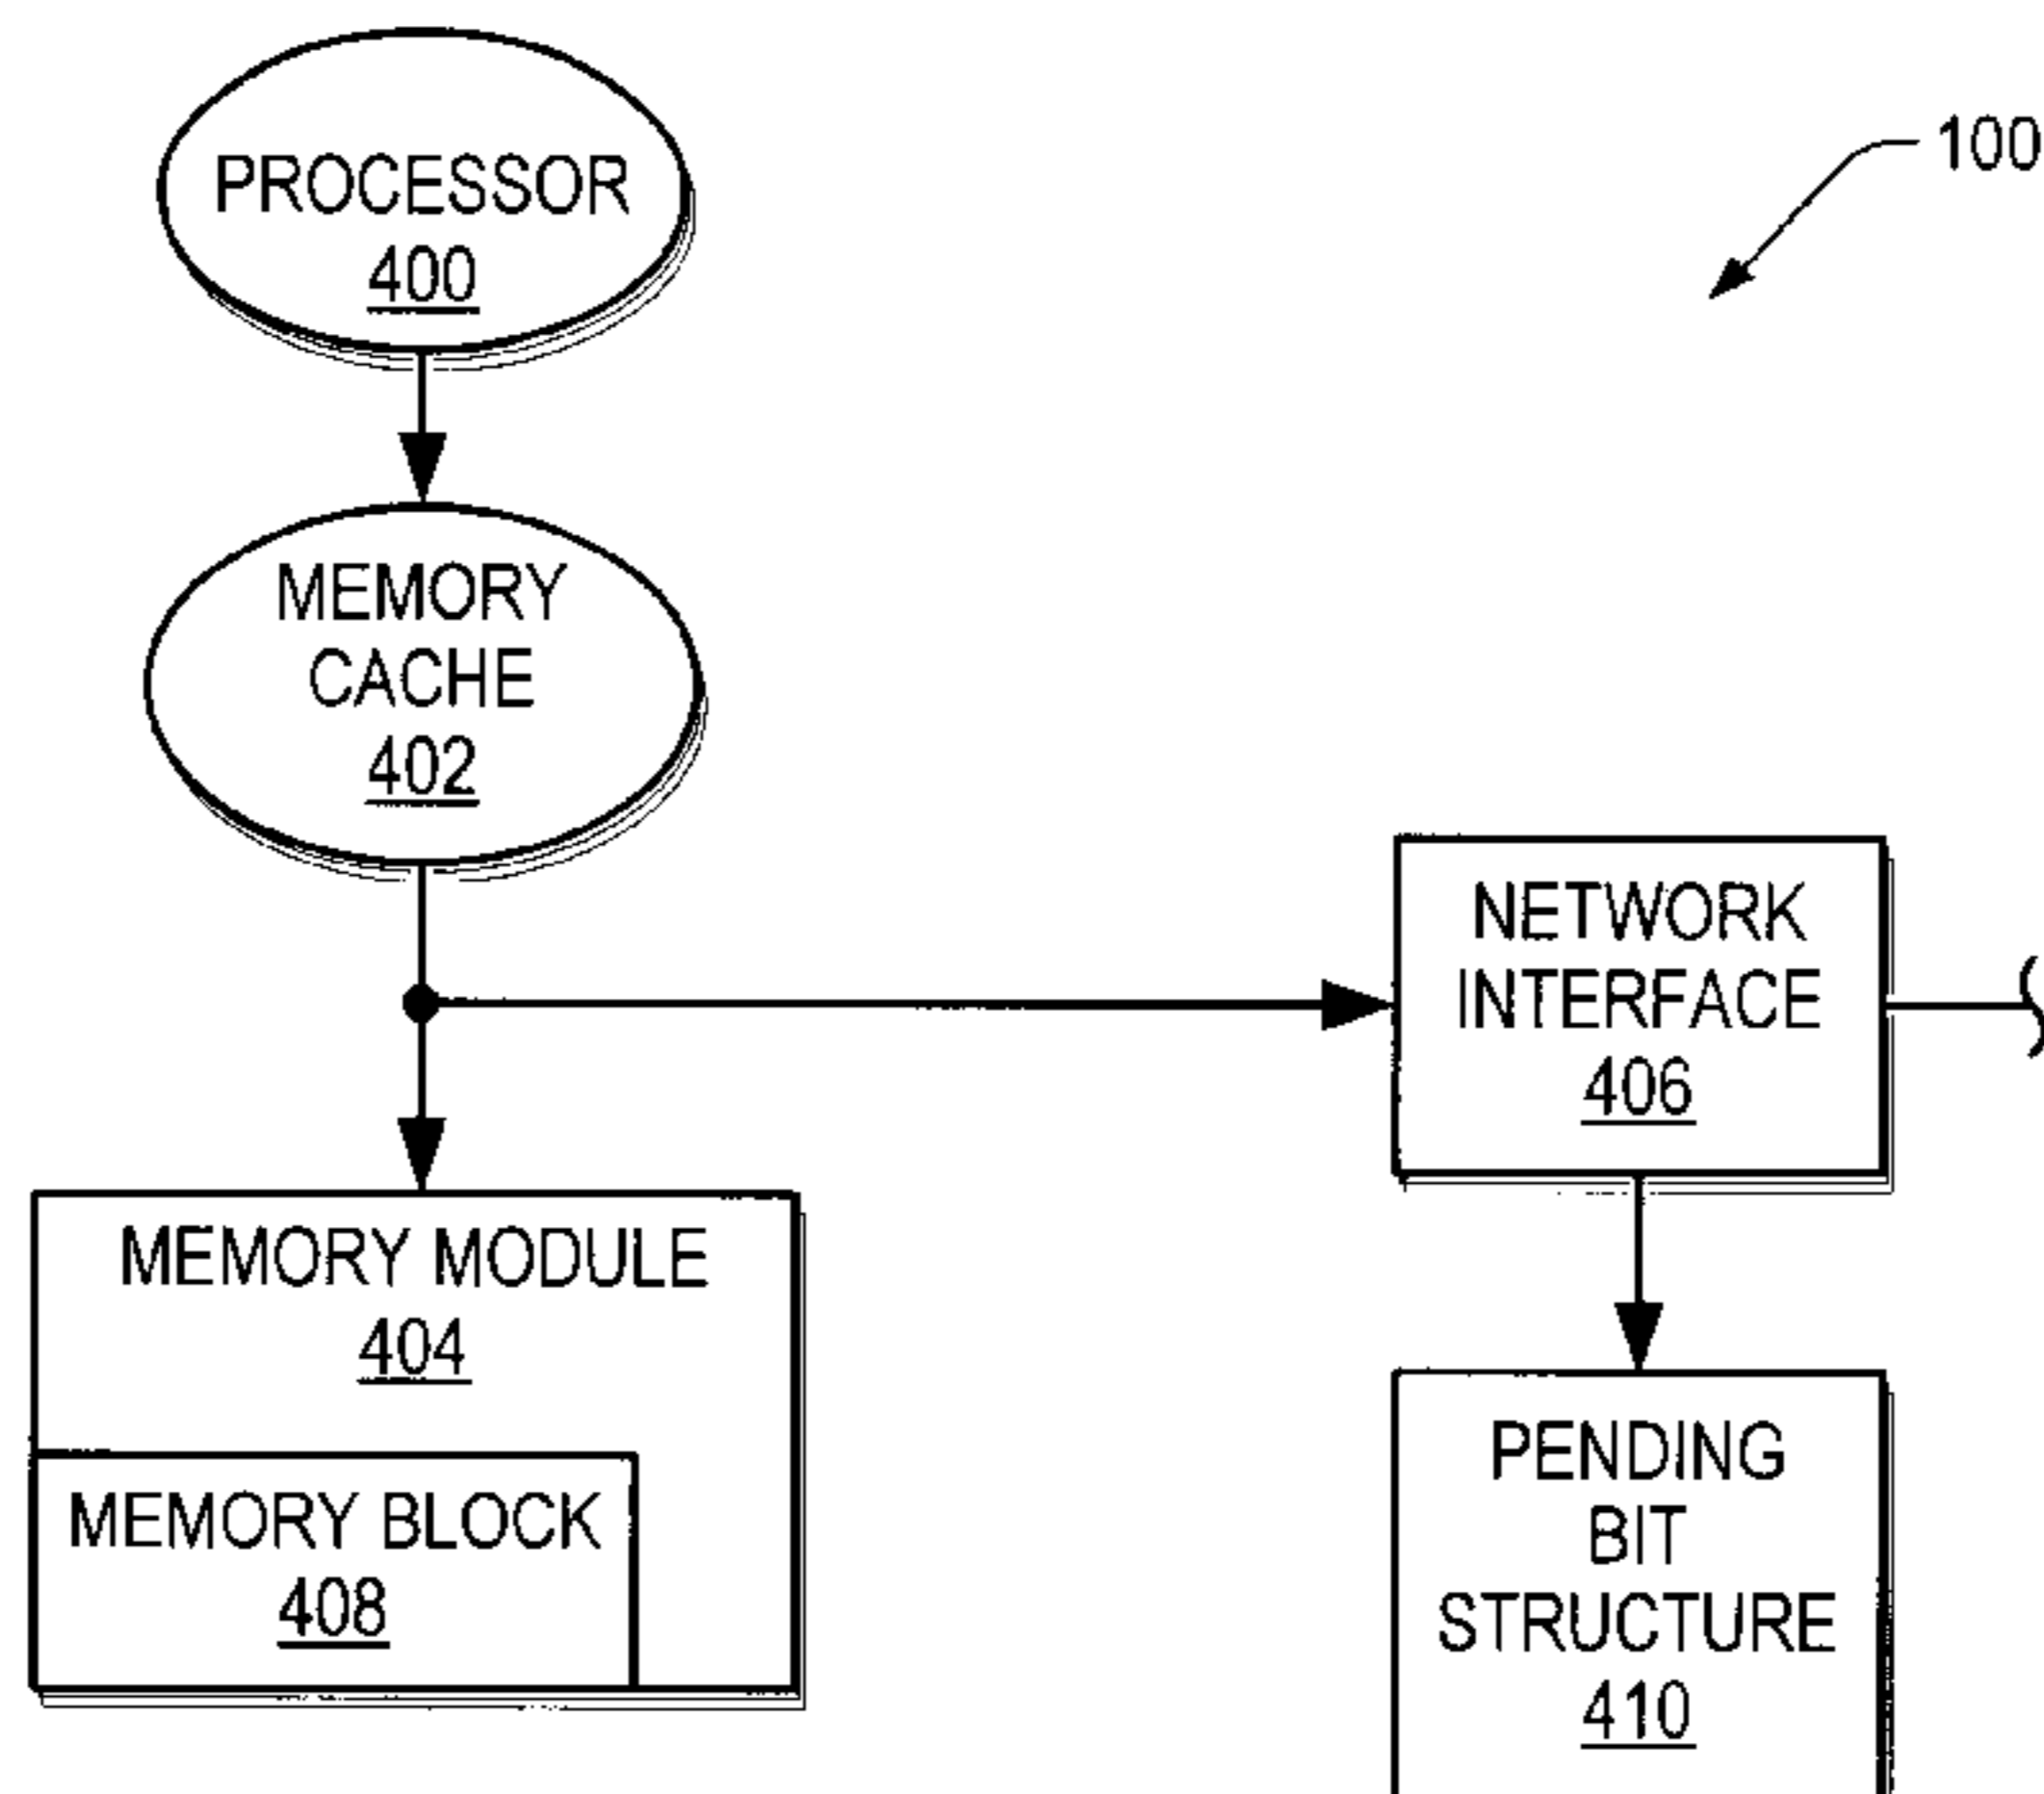 PROCESSOR
400
100
MEMORY
CACHE
402
NETWORK
INTERFACE
406
MEMORY MODULE
404
MEMORY BLOCK
408
PENDING
BIT
STRUCTURE
410